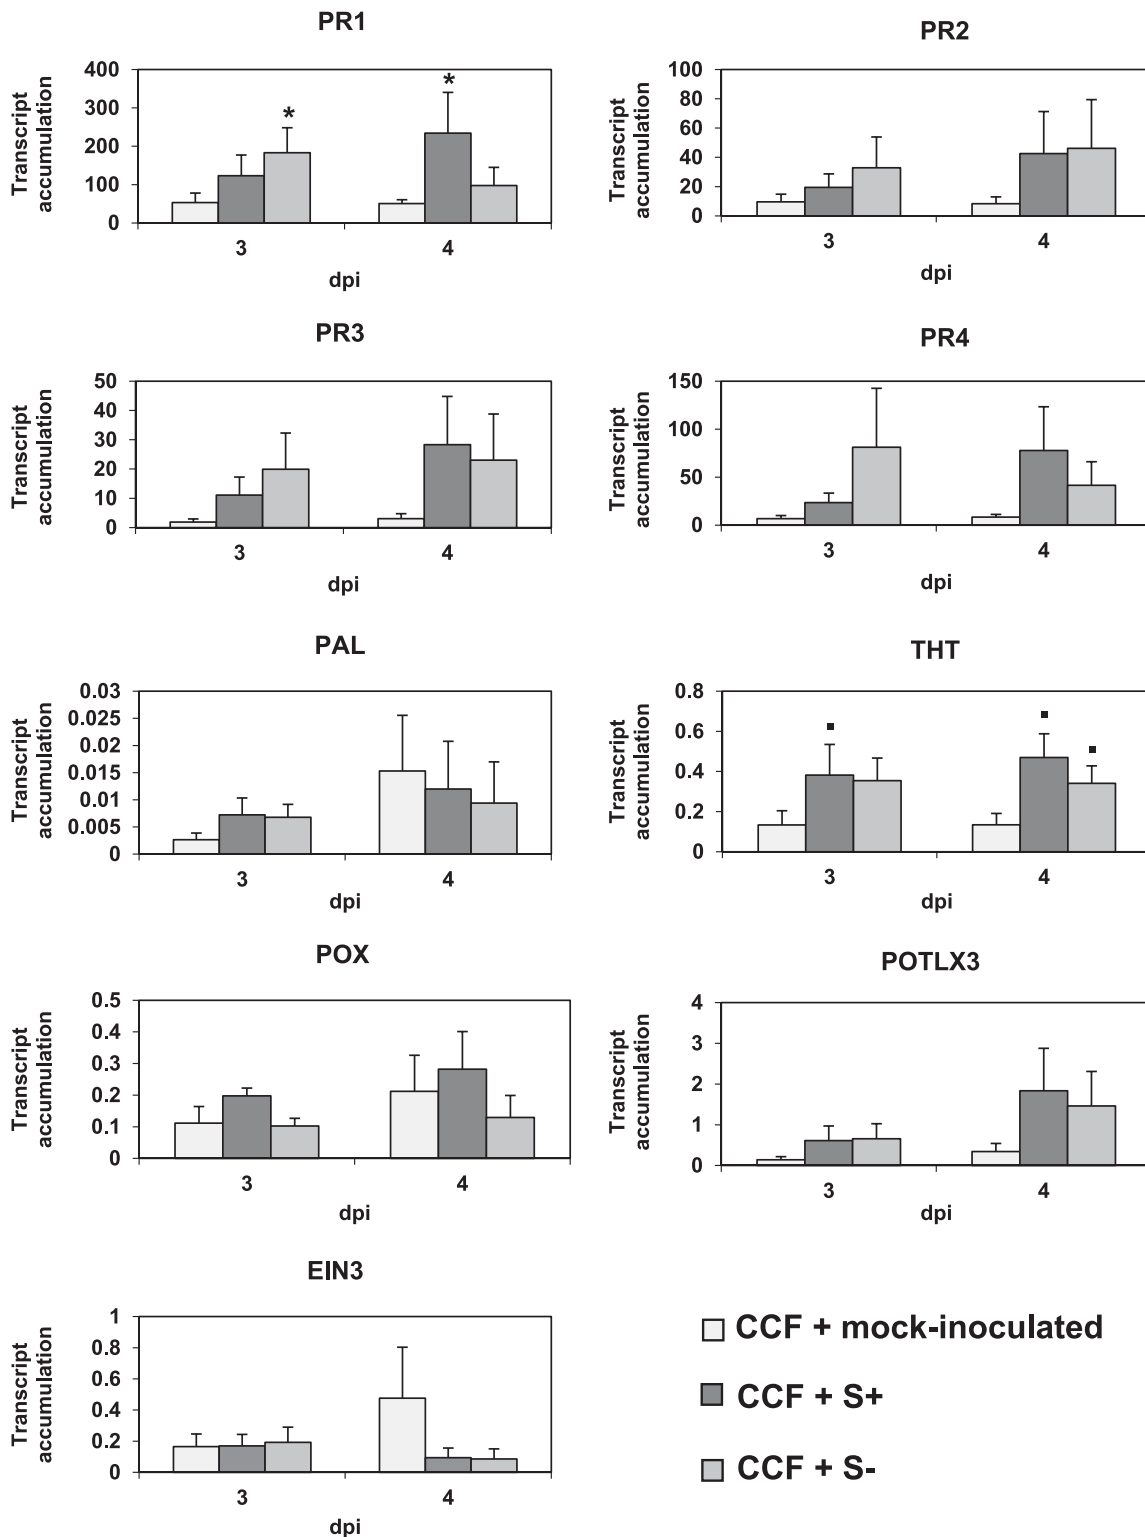 PR1
Transcript
accumulation
400
300
200
100
0
*
*
3
4
dpi
PR2
Transcript
accumulation
100
80
60
40
20
0
3
4
dpi
PR3
Transcript
accumulation
50
40
30
20
10
0
3
4
dpi
PR4
Transcript
accumulation
150
100
50
0
3
4
dpi
PAL
Transcript
accumulation
0.03
0.025
0.02
0.015
0.01
0.005
0
3
4
dpi
THT
Transcript
accumulation
0.8
0.6
0.4
0.2
0
3
4
dpi
POX
Transcript
accumulation
0.5
0.4
0.3
0.2
0.1
0
3
4
dpi
POTLX3
Transcript
accumulation
4
3
2
1
0
3
4
dpi
EIN3
Transcript
accumulation
1
0.8
0.6
0.4
0.2
0
3
4
dpi
CCF + mock-inoculated
CCF + S+
CCF + S-